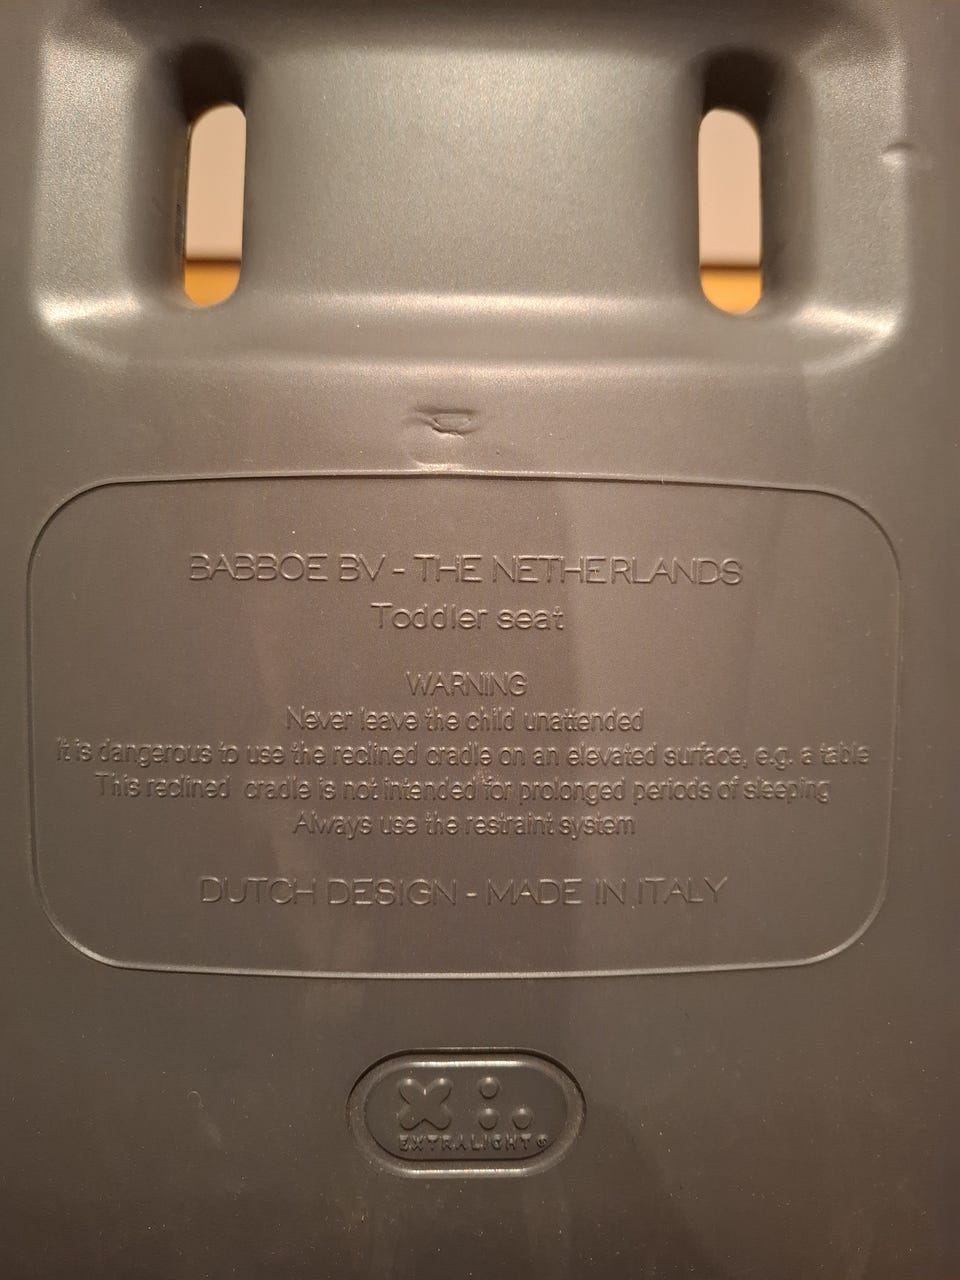 BABBOE BV - THE NETHERLANDS
Toddler seat
WARNING
Never leave the child unattended
It is dangerous to use the reclined cradle on an elevated surface, e.g. a table
This reclined cradle is not intended for prolonged periods of sleeping
Always use the restraint system
DUTCH DESIGN - MADE IN ITALY
EXTRALIGHT®